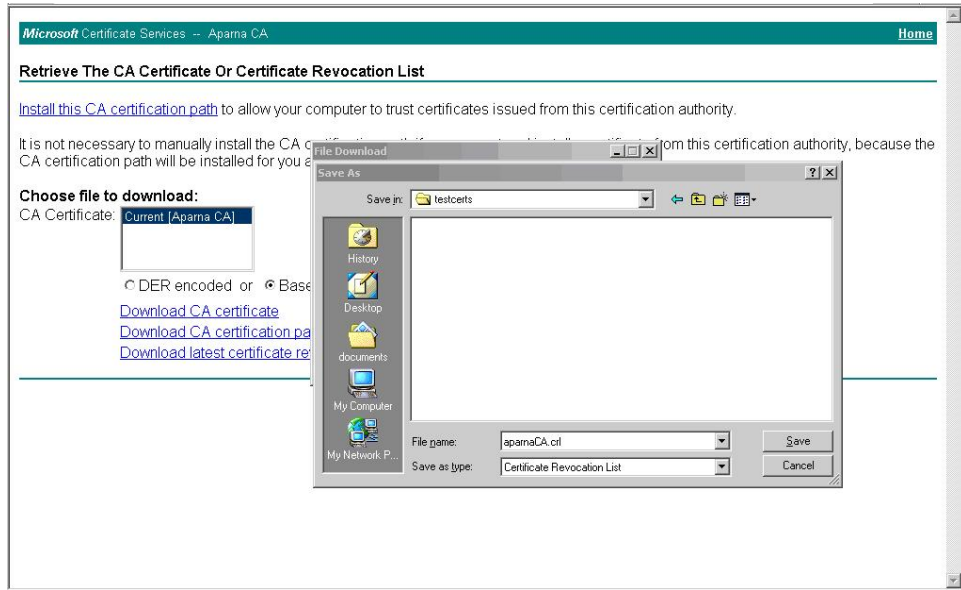 Microsoft Certificate Services -- Aparna CA Home
Retrieve The CA Certificate Or Certificate Revocation List
Install this CA certification path to allow your computer to trust certificates issued from this certification authority.
It is not necessary to manually install the CA from this certification authority, because the
CA certification path will be installed for you
File Download
Save As
Choose file to download:
CA Certificate: Current [Aparna CA]
DER encoded or Base
Download CA certificate
Download CA certification pa
Download latest certificate re
Save in: testcerts
History
Desktop
documents
My Computer
My Network P...
File name: aparnaCA.crl Save
Save as type: Certificate Revocation List Cancel